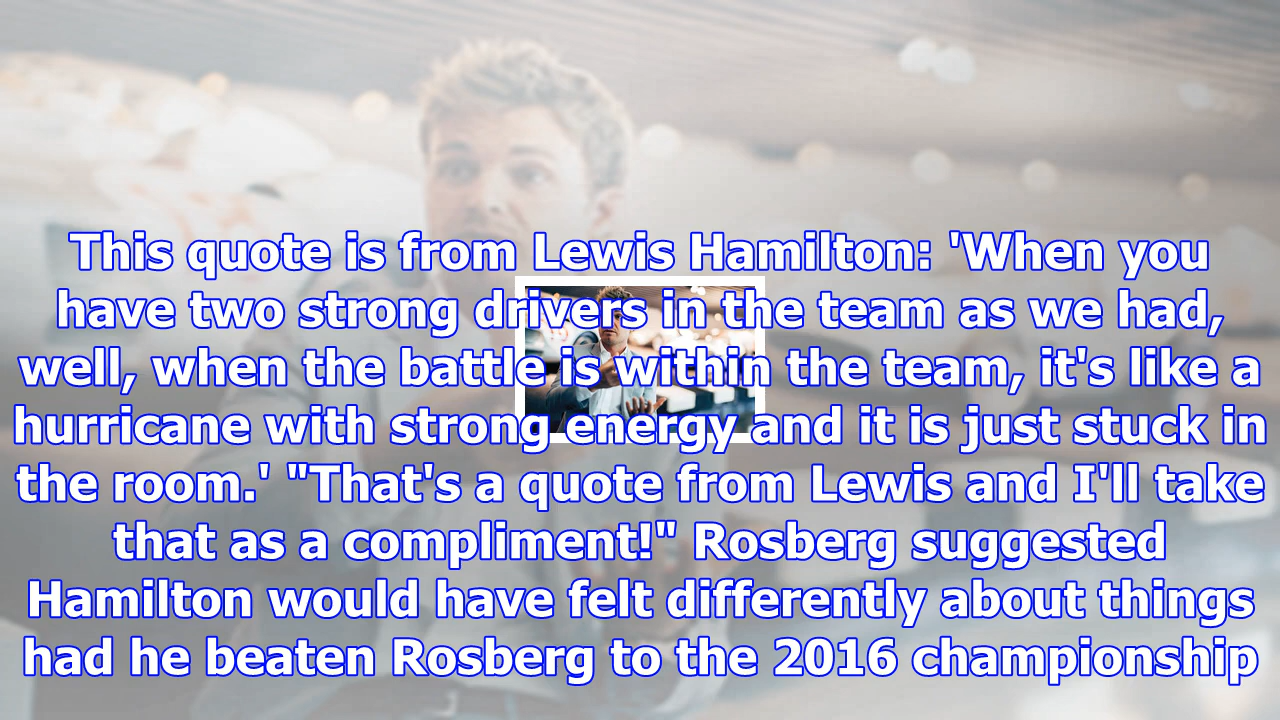 This quote is from Lewis Hamilton: 'When you
have two strong drivers in the team as we had,
well, when the battle is within the team, it's like a
hurricane with strong energy and it is just stuck in
the room.' "That's a quote from Lewis and I'll take
that as a compliment!" Rosberg suggested
Hamilton would have felt differently about things
had he beaten Rosberg to the 2016 championship